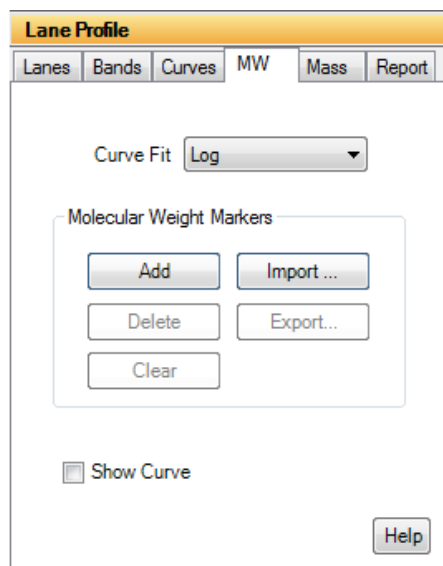 Lane Profile
Lanes Bands Curves MW Mass Report
Curve Fit Log
Molecular Weight Markers
Add Import ...
Delete Export...
Clear
Show Curve
Help